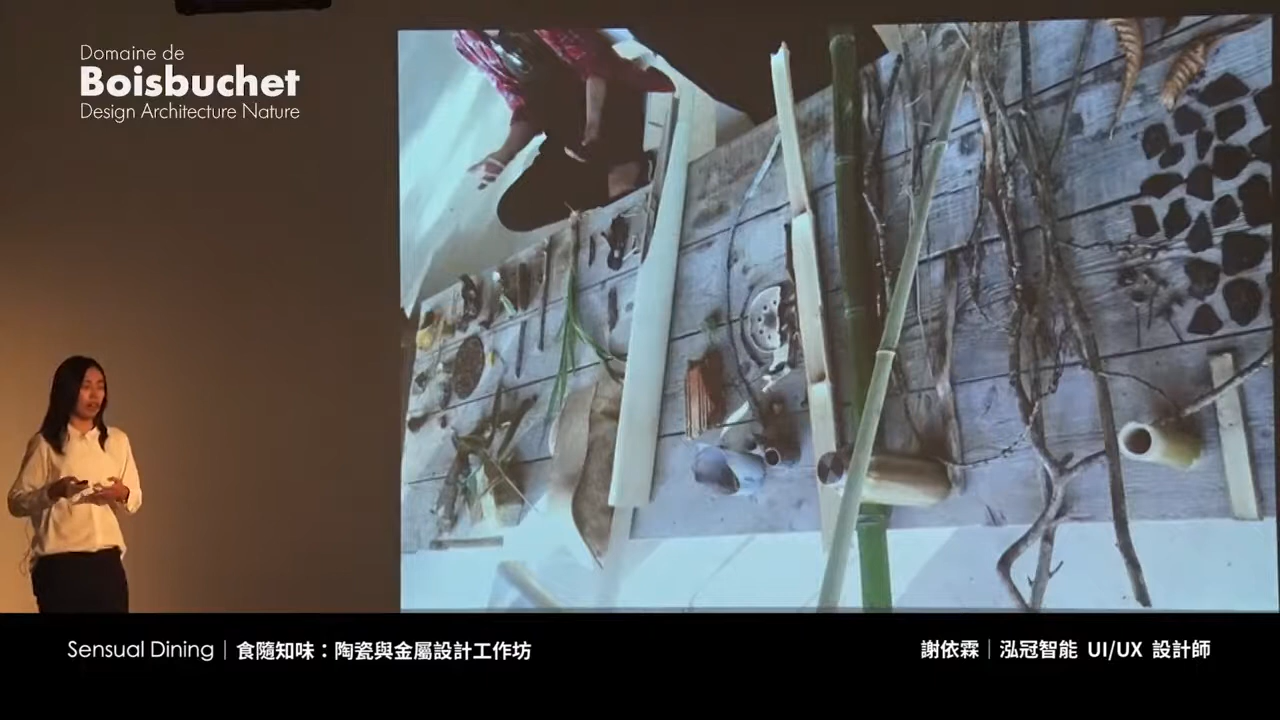 Domaine de
Boisbuchet
Design Architecture Nature
Sensual Dining｜食隨知味：陶瓷與金屬設計工作坊
謝依霖｜泓冠智能 UI/UX 設計師